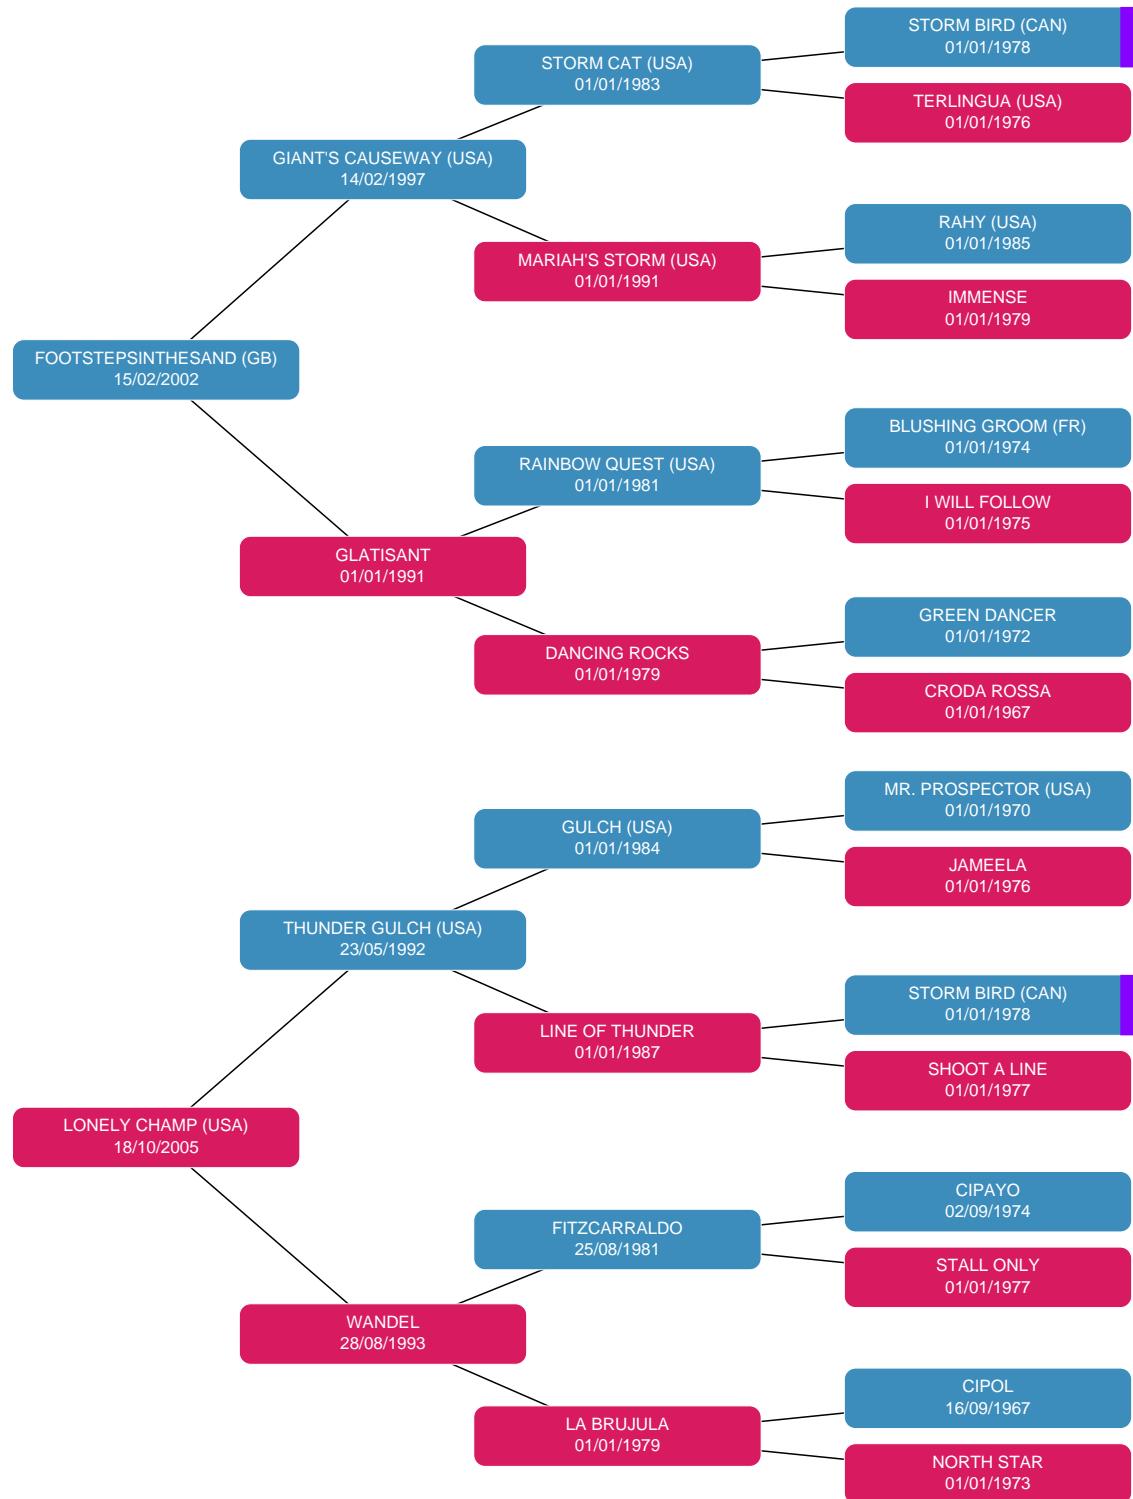 STORM BIRD (CAN)
01/01/1978
STORM CAT (USA)
01/01/1983
TERLINGUA (USA)
01/01/1976
GIANT'S CAUSEWAY (USA)
14/02/1997
RAHY (USA)
01/01/1985
MARIAH'S STORM (USA)
01/01/1991
IMMENSE
01/01/1979
FOOTSTEPSINTHESAND (GB)
15/02/2002
BLUSHING GROOM (FR)
01/01/1974
RAINBOW QUEST (USA)
01/01/1981
I WILL FOLLOW
01/01/1975
GLATISANT
01/01/1991
GREEN DANCER
01/01/1972
DANCING ROCKS
01/01/1979
CRODA ROSSA
01/01/1967
MR. PROSPECTOR (USA)
01/01/1970
GULCH (USA)
01/01/1984
JAMEELA
01/01/1976
THUNDER GULCH (USA)
23/05/1992
STORM BIRD (CAN)
01/01/1978
LINE OF THUNDER
01/01/1987
SHOOT A LINE
01/01/1977
LONELY CHAMP (USA)
18/10/2005
CIPAYO
02/09/1974
FITZCARRALDO
25/08/1981
STALL ONLY
01/01/1977
WANDEL
28/08/1993
CIPOL
16/09/1967
LA BRUJULA
01/01/1979
NORTH STAR
01/01/1973